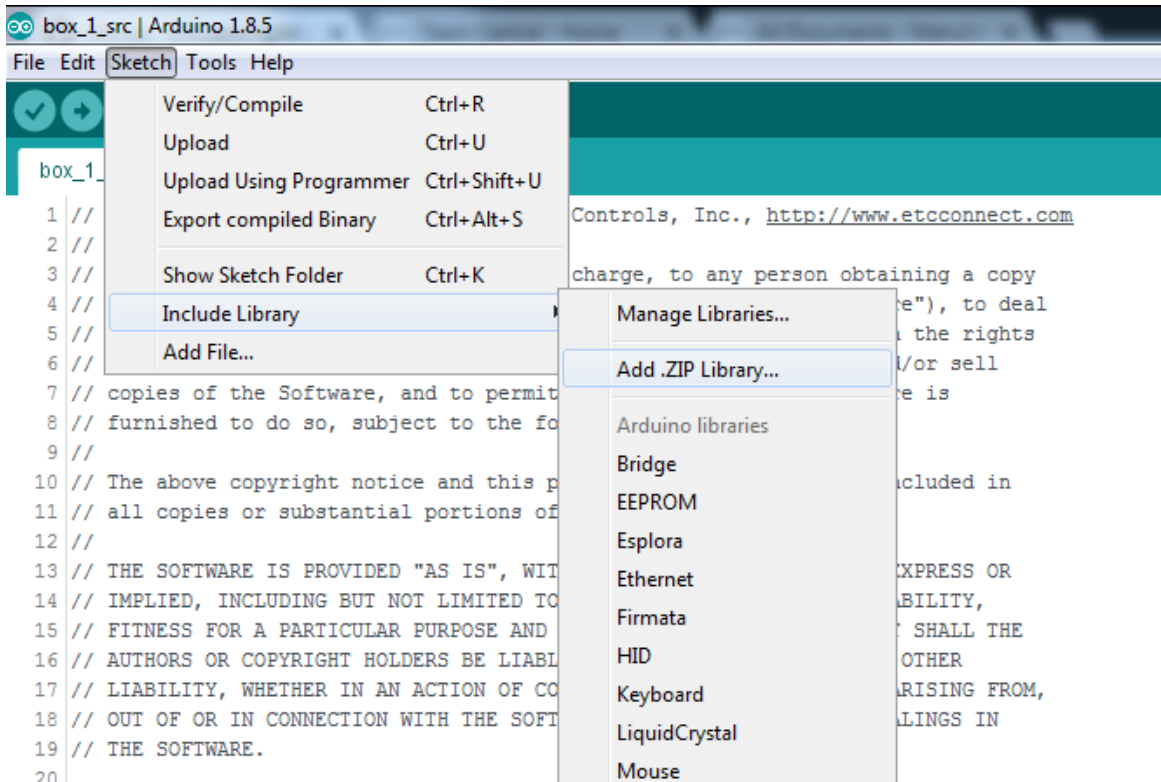 box_1_src | Arduino 1.8.5
File Edit Sketch Tools Help
Verify/Compile Ctrl+R
Upload Ctrl+U
Upload Using Programmer Ctrl+Shift+U
Export compiled Binary Ctrl+Alt+S
Show Sketch Folder Ctrl+K
Include Library
Add File...
Manage Libraries...
Add .ZIP Library...
Arduino libraries
Bridge
EEPROM
Esplora
Ethernet
Firmata
HID
Keyboard
LiquidCrystal
Mouse
box_1_
1 // Controls, Inc., http://www.etcconnect.com
2 //
3 // charge, to any person obtaining a copy
4 // e"), to deal
5 // the rights
6 // /or sell
7 // copies of the Software, and to permit re is
8 // furnished to do so, subject to the fo
9 //
10 // The above copyright notice and this p cluded in
11 // all copies or substantial portions of
12 //
13 // THE SOFTWARE IS PROVIDED "AS IS", WIT EXPRESS OR
14 // IMPLIED, INCLUDING BUT NOT LIMITED TO ABILITY,
15 // FITNESS FOR A PARTICULAR PURPOSE AND SHALL THE
16 // AUTHORS OR COPYRIGHT HOLDERS BE LIABL OTHER
17 // LIABILITY, WHETHER IN AN ACTION OF CO ARISING FROM,
18 // OUT OF OR IN CONNECTION WITH THE SOFT LINGS IN
19 // THE SOFTWARE.
20